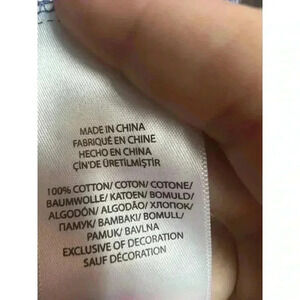 MADE IN CHINA
FABRIQUÉ EN CHINE
HECHO EN CHINA
ÇİN'DE ÜRETİLMİŞTİR
100% COTTON/ COTON/ COTONE/
BAUMWOLLE/ KATOEN/ BOMULD/
ALGODÓN/ ALGODÃO/ ХЛОПОК/
ПАМУК/ BAMBAKI/ BOMULL/
PAMUK/ BAVLNA
EXCLUSIVE OF DECORATION
SAUF DÉCORATION